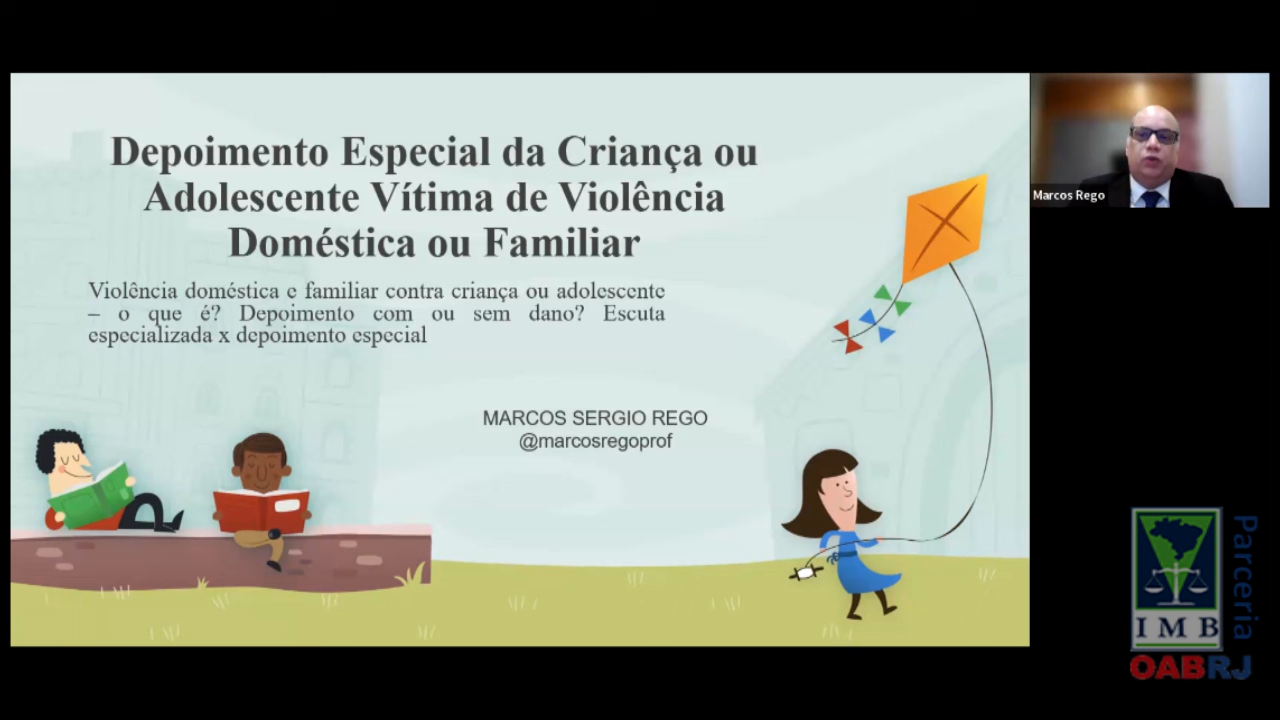 Depoimento Especial da Criança ou
Adolescente Vítima de Violência
Doméstica ou Familiar
Violência doméstica e familiar contra criança ou adolescente
– o que é? Depoimento com ou sem dano? Escuta
especializada x depoimento especial
MARCOS SERGIO REGO
@marcosregoprof
Marcos Rego
Parceria
I M B
OABRJ